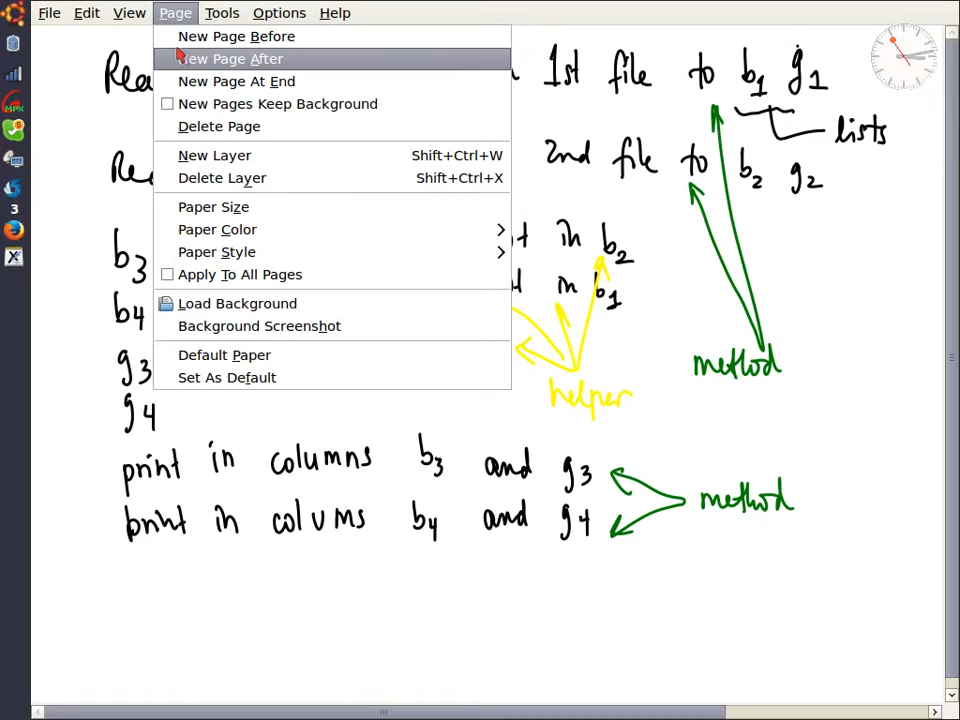 File Edit View Page Tools Options Help
New Page Before
New Page After
New Page At End
New Pages Keep Background
Delete Page
New Layer Shift+Ctrl+W
Delete Layer Shift+Ctrl+X
Paper Size
Paper Color
Paper Style
Apply To All Pages
Load Background
Background Screenshot
Default Paper
Set As Default
1st file to b1 g1
lists
2nd file to b2 g2
b3 in b2
b4 in b1
g3
g4
helper
method
print in columns b3 and g3
print in colums b4 and g4
method
MPX
3